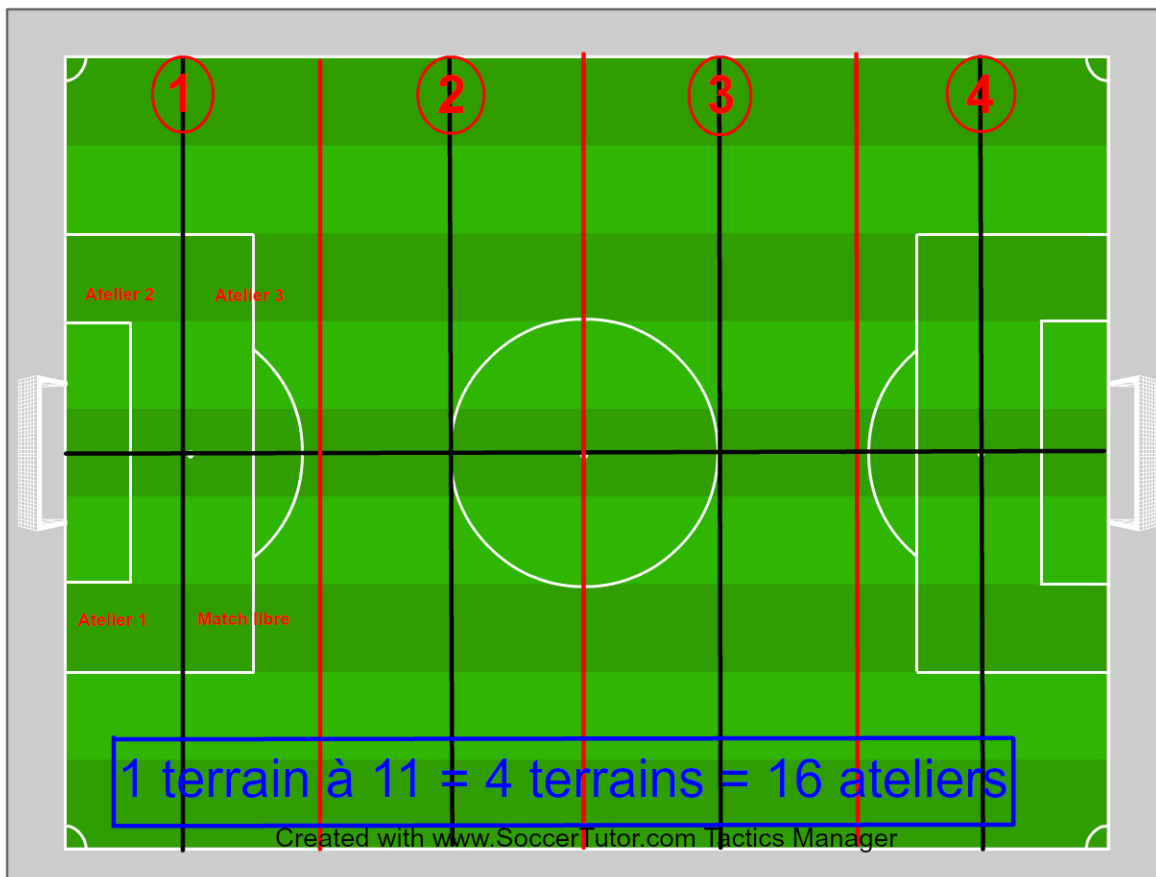 1 2 3 4
Atelier 2 Atelier 3
Atelier 1 Match libre
1 terrain à 11 = 4 terrains = 16 ateliers
Created with www.SoccerTutor.com Tactics Manager